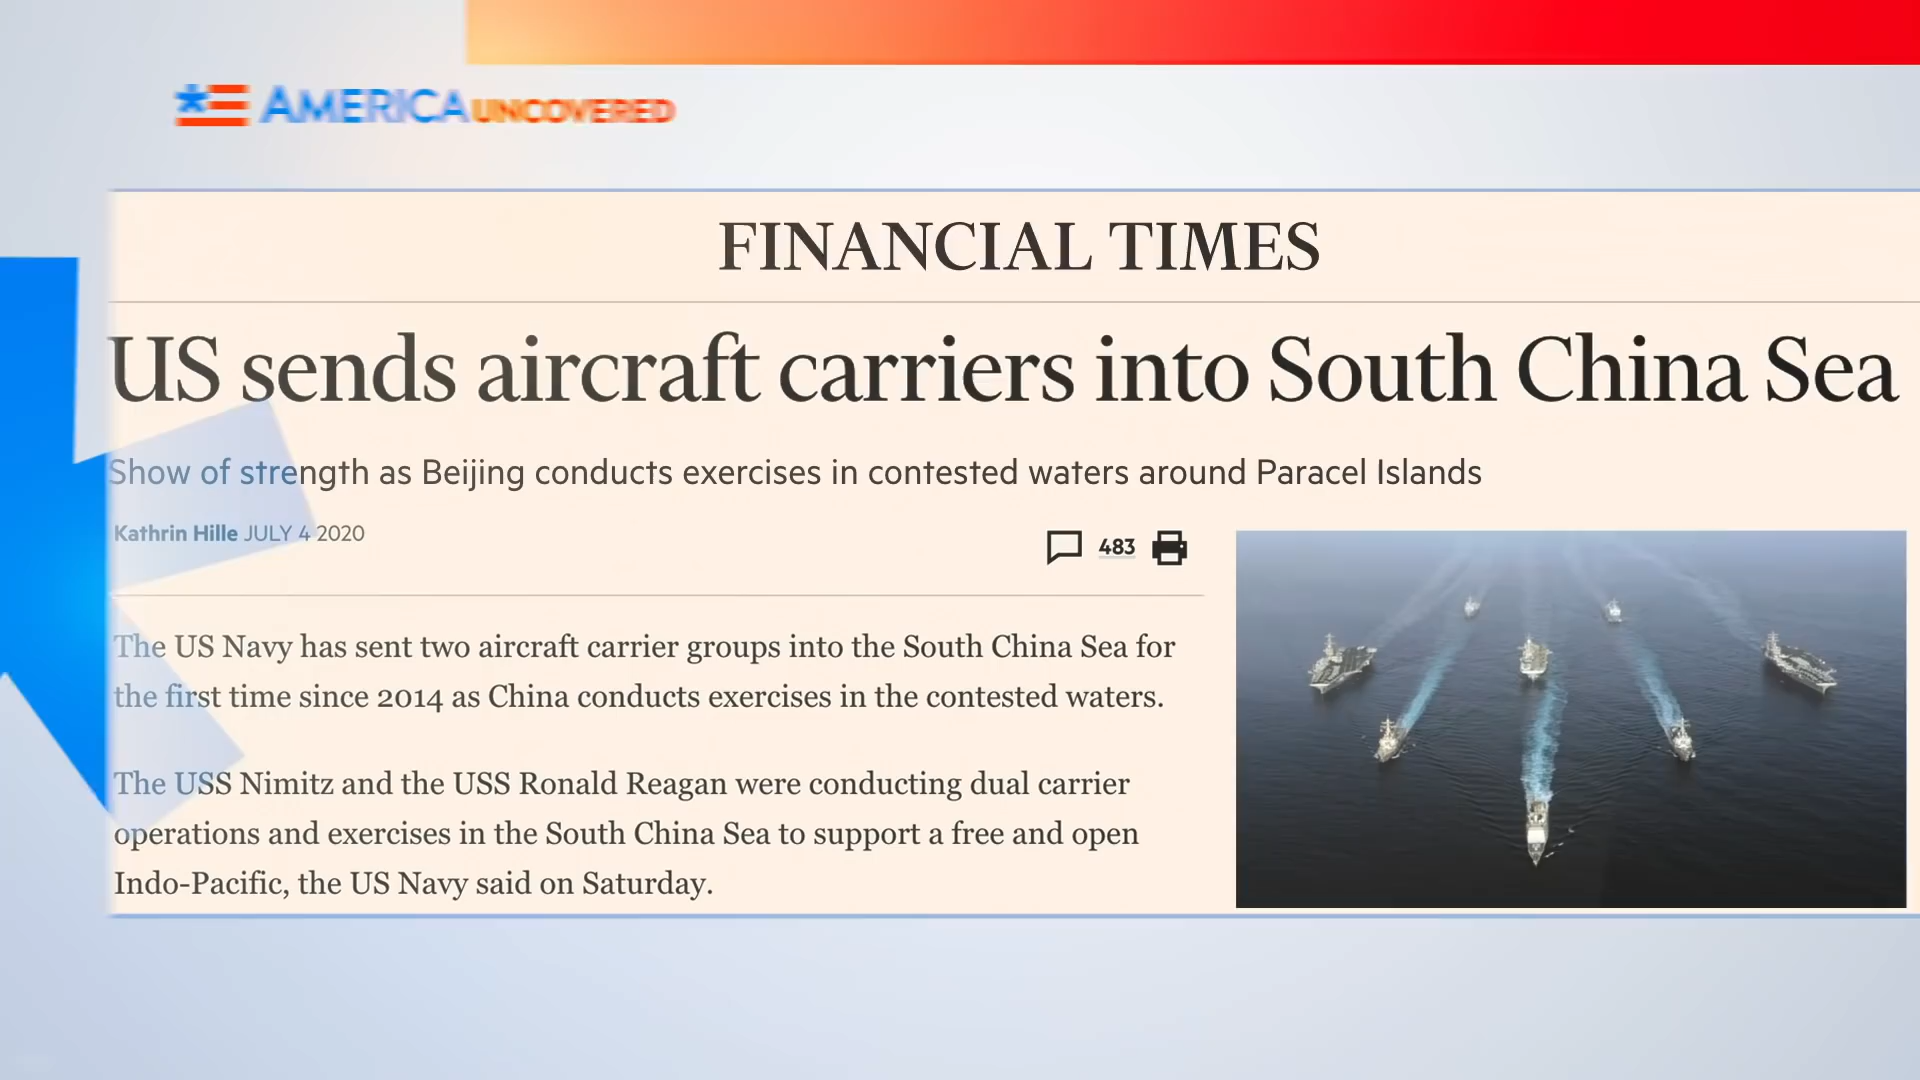 AMERICA UNCOVERED
FINANCIAL TIMES
US sends aircraft carriers into South China Sea
Show of strength as Beijing conducts exercises in contested waters around Paracel Islands
Kathrin Hille JULY 4 2020
483
The US Navy has sent two aircraft carrier groups into the South China Sea for
the first time since 2014 as China conducts exercises in the contested waters.
The USS Nimitz and the USS Ronald Reagan were conducting dual carrier
operations and exercises in the South China Sea to support a free and open
Indo-Pacific, the US Navy said on Saturday.